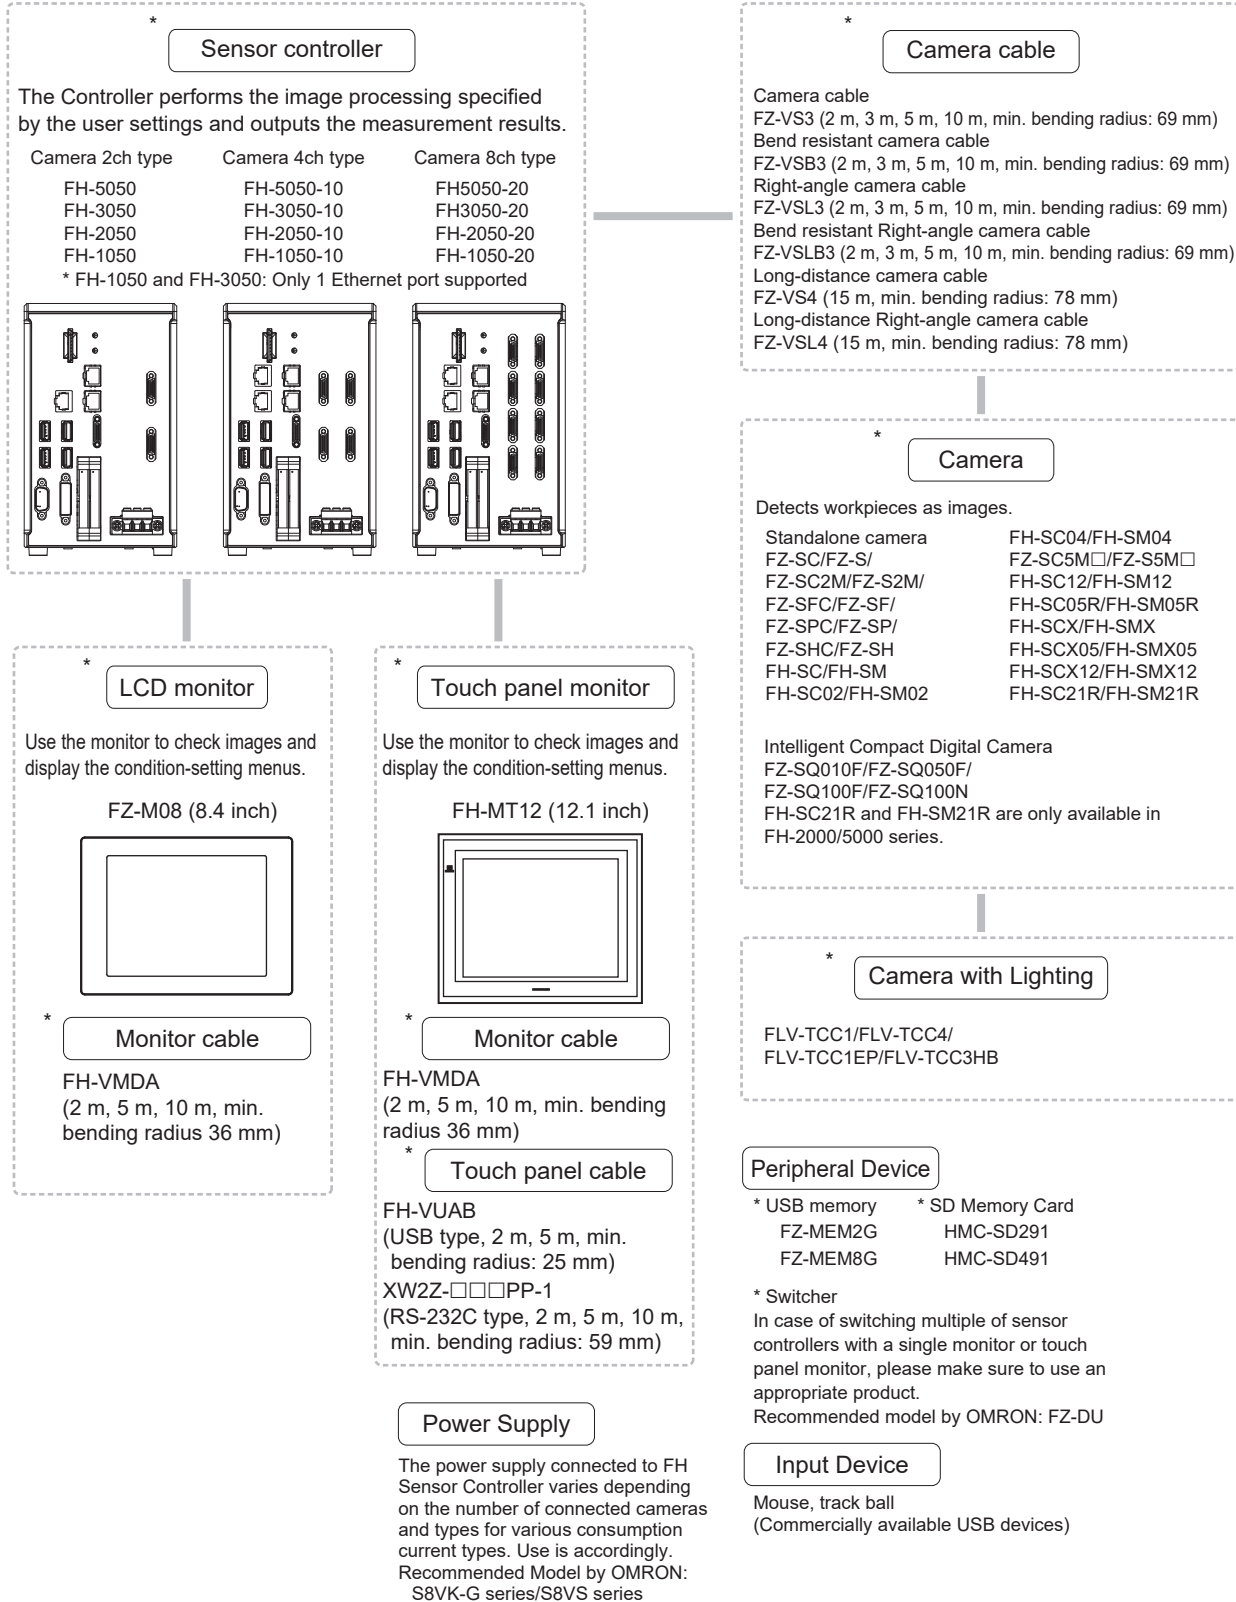 *
Sensor controller
The Controller performs the image processing specified
by the user settings and outputs the measurement results.
Camera 2ch type Camera 4ch type Camera 8ch type
FH-5050 FH-5050-10 FH5050-20
FH-3050 FH-3050-10 FH3050-20
FH-2050 FH-2050-10 FH-2050-20
FH-1050 FH-1050-10 FH-1050-20
* FH-1050 and FH-3050: Only 1 Ethernet port supported
*
Camera cable
Camera cable
FZ-VS3 (2 m, 3 m, 5 m, 10 m, min. bending radius: 69 mm)
Bend resistant camera cable
FZ-VSB3 (2 m, 3 m, 5 m, 10 m, min. bending radius: 69 mm)
Right-angle camera cable
FZ-VSL3 (2 m, 3 m, 5 m, 10 m, min. bending radius: 69 mm)
Bend resistant Right-angle camera cable
FZ-VSLB3 (2 m, 3 m, 5 m, 10 m, min. bending radius: 69 mm)
Long-distance camera cable
FZ-VS4 (15 m, min. bending radius: 78 mm)
Long-distance Right-angle camera cable
FZ-VSL4 (15 m, min. bending radius: 78 mm)
*
Camera
Detects workpieces as images.
Standalone camera FH-SC04/FH-SM04
FZ-SC/FZ-S/ FZ-SC5M□/FZ-S5M□
FZ-SC2M/FZ-S2M/ FH-SC12/FH-SM12
FZ-SFC/FZ-SF/ FH-SC05R/FH-SM05R
FZ-SPC/FZ-SP/ FH-SCX/FH-SMX
FZ-SHC/FZ-SH FH-SCX05/FH-SMX05
FH-SC/FH-SM FH-SCX12/FH-SMX12
FH-SC02/FH-SM02 FH-SC21R/FH-SM21R
Intelligent Compact Digital Camera
FZ-SQ010F/FZ-SQ050F/
FZ-SQ100F/FZ-SQ100N
FH-SC21R and FH-SM21R are only available in
FH-2000/5000 series.
*
LCD monitor
Use the monitor to check images and
display the condition-setting menus.
FZ-M08 (8.4 inch)
*
Monitor cable
FH-VMDA
(2 m, 5 m, 10 m, min.
bending radius 36 mm)
*
Touch panel monitor
Use the monitor to check images and
display the condition-setting menus.
FH-MT12 (12.1 inch)
*
Monitor cable
FH-VMDA
(2 m, 5 m, 10 m, min. bending
radius 36 mm)
*
Touch panel cable
FH-VUAB
(USB type, 2 m, 5 m, min.
bending radius: 25 mm)
XW2Z-□□□PP-1
(RS-232C type, 2 m, 5 m, 10 m,
min. bending radius: 59 mm)
*
Camera with Lighting
FLV-TCC1/FLV-TCC4/
FLV-TCC1EP/FLV-TCC3HB
Peripheral Device
* USB memory * SD Memory Card
FZ-MEM2G HMC-SD291
FZ-MEM8G HMC-SD491
* Switcher
In case of switching multiple of sensor
controllers with a single monitor or touch
panel monitor, please make sure to use an
appropriate product.
Recommended model by OMRON: FZ-DU
Power Supply
The power supply connected to FH
Sensor Controller varies depending
on the number of connected cameras
and types for various consumption
current types. Use is accordingly.
Recommended Model by OMRON:
S8VK-G series/S8VS series
Input Device
Mouse, track ball
(Commercially available USB devices)